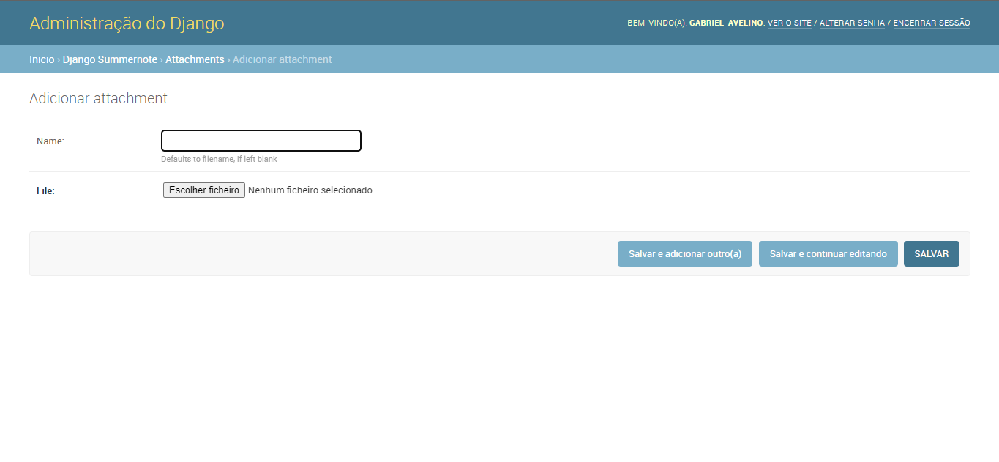 Administração do Django
BEM-VINDO(A), GABRIEL_AVELINO. VER O SITE / ALTERAR SENHA / ENCERRAR SESSÃO
Início › Django Summernote › Attachments › Adicionar attachment
Adicionar attachment
Name:
Defaults to filename, if left blank
File: Escolher ficheiro Nenhum ficheiro selecionado
Salvar e adicionar outro(a) Salvar e continuar editando SALVAR